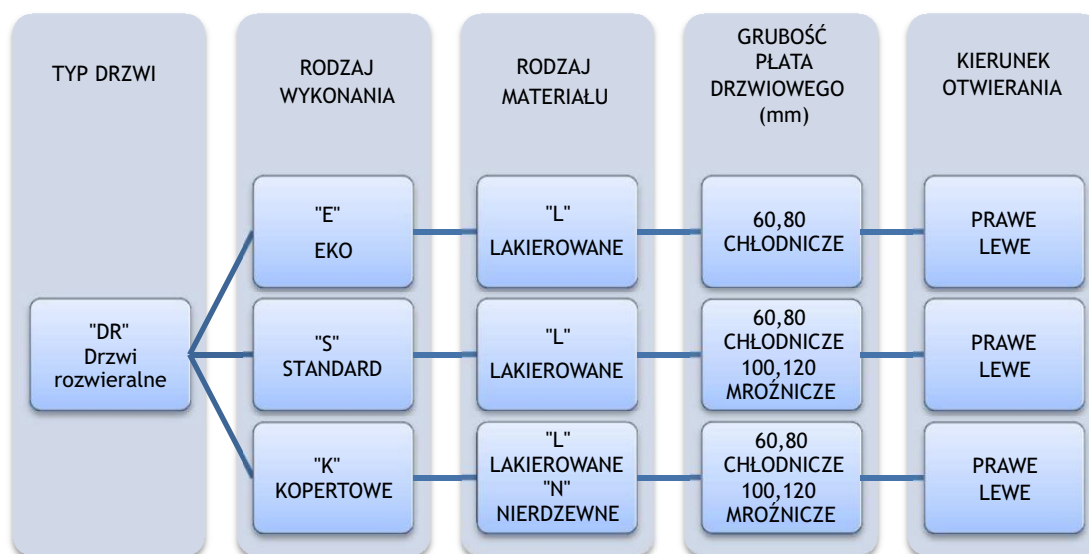 TYP DRZWI
RODZAJ
WYKONANIA
RODZAJ
MATERIAŁU
GRUBOŚĆ
PŁATA
DRZWIOWEGO
(mm)
KIERUNEK
OTWIERANIA
"DR"
Drzwi
rozwieralne
"E"
EKO
"L"
LAKIEROWANE
60,80
CHŁODNICZE
PRAWE
LEWE
"S"
STANDARD
"L"
LAKIEROWANE
60,80
CHŁODNICZE
100,120
MROŹNICZE
PRAWE
LEWE
"K"
KOPERTOWE
"L"
LAKIEROWANE
"N"
NIERDZEWNE
60,80
CHŁODNICZE
100,120
MROŹNICZE
PRAWE
LEWE